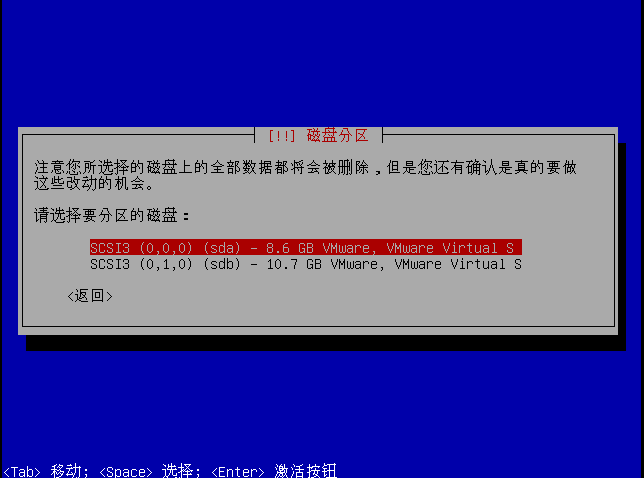 [!!] 磁盘分区
注意您所选择的磁盘上的全部数据都将会被删除，但是您还有确认是真的要做
这些改动的机会。
请选择要分区的磁盘：
SCSI3 (0,0,0) (sda) - 8.6 GB VMware, VMware Virtual S
SCSI3 (0,1,0) (sdb) - 10.7 GB VMware, VMware Virtual S
<返回>
<Tab> 移动; <Space> 选择; <Enter> 激活按钮